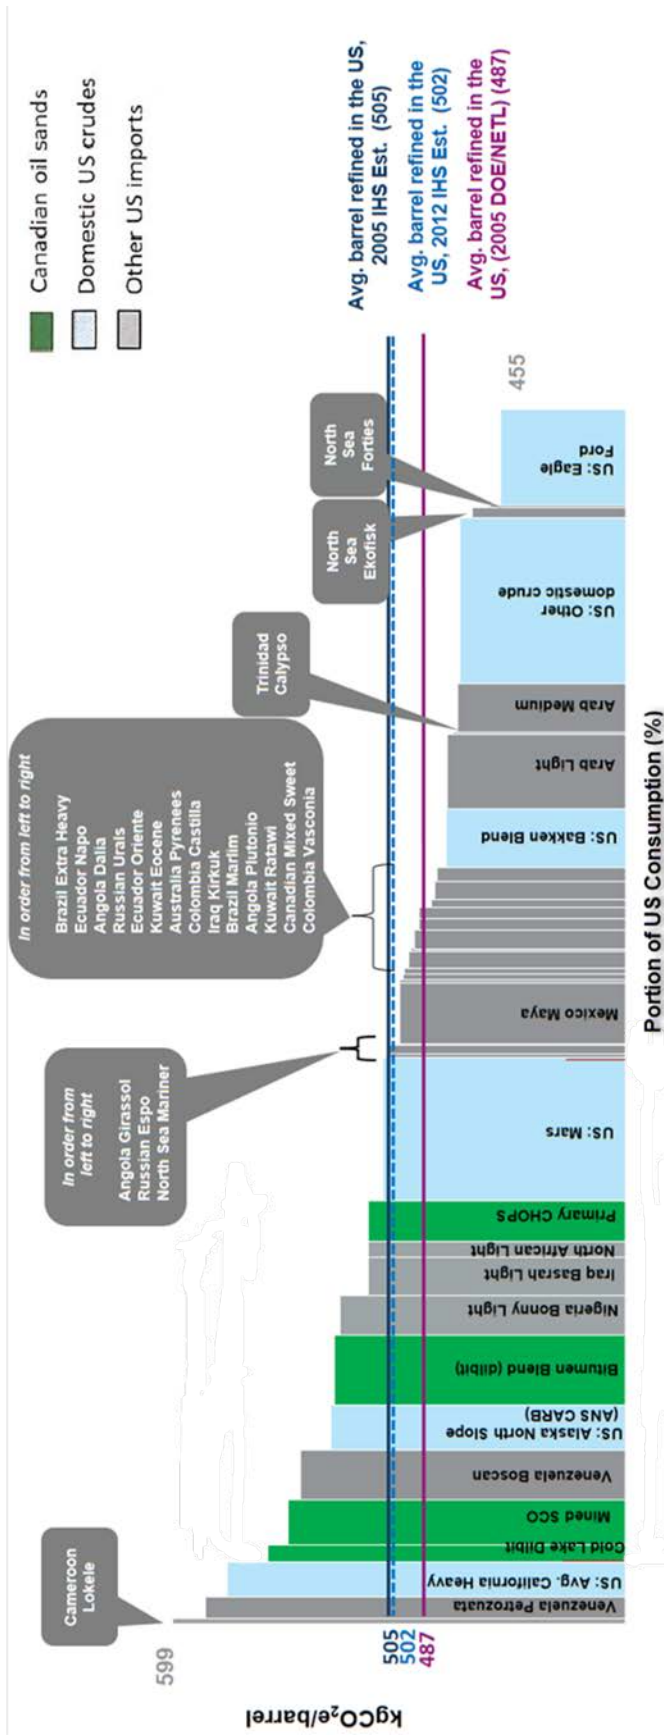 Canadian oil sands
Domestic US crudes
Other US imports
Cameroon
Lokele
In order from
left to right
Angola Girassol
Russian Espo
North Sea Mariner
In order from left to right
Brazil Extra Heavy
Ecuador Napo
Angola Dalia
Russian Urals
Ecuador Oriente
Kuwait Eocene
Australia Pyrenees
Colombia Castilla
Iraq Kirkuk
Brazil Marlim
Angola Plutonio
Kuwait Ratawi
Canadian Mixed Sweet
Colombia Vasconia
Trinidad
Calypso
North
Sea
Ekofisk
North
Sea
Forties
Avg. barrel refined in the US,
2005 IHS Est. (505)
Avg. barrel refined in the
US, 2012 IHS Est. (502)
Avg. barrel refined in the
US, (2005 DOE/NETL) (487)
kgCO₂e/barrel
599
505
502
487
455
Venezuela Petrozuata
US: Avg. California Heavy
Cold Lake Dilbit
Mined SCO
Venezuela Boscan
US: Alaska North Slope
(ANS CARB)
Bitumen Blend (dilbit)
Nigeria Bonny Light
Iraq Basrah Light
North African Light
Primary CHOPS
US: Mars
Mexico Maya
US: Bakken Blend
Arab Light
Arab Medium
US: Other
domestic crude
US: Eagle
Ford
Portion of US Consumption (%)